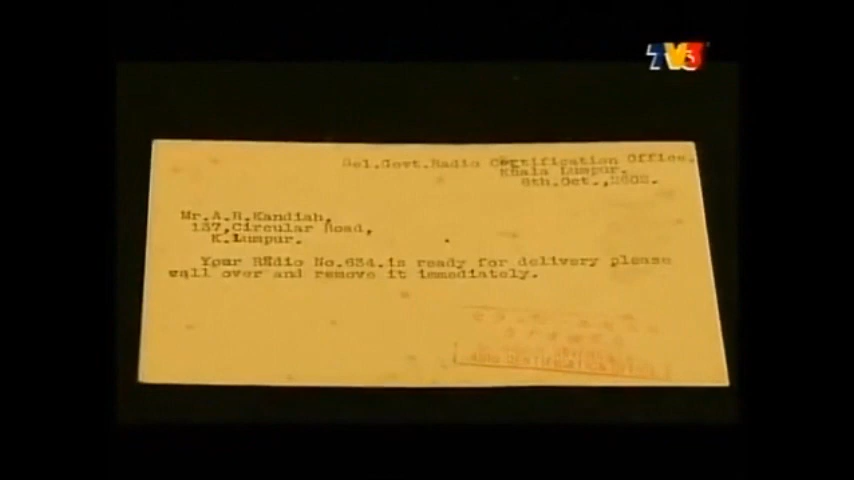 TV3
Sel.Govt.Radio Certification Office.
Khala Lumpur.
8th.Oct.,2602.
Mr.A.R.Kandiah,
137,Circular Road,
K.Lumpur.
Your Radio No.634.is ready for delivery please
call over and remove it immediately.